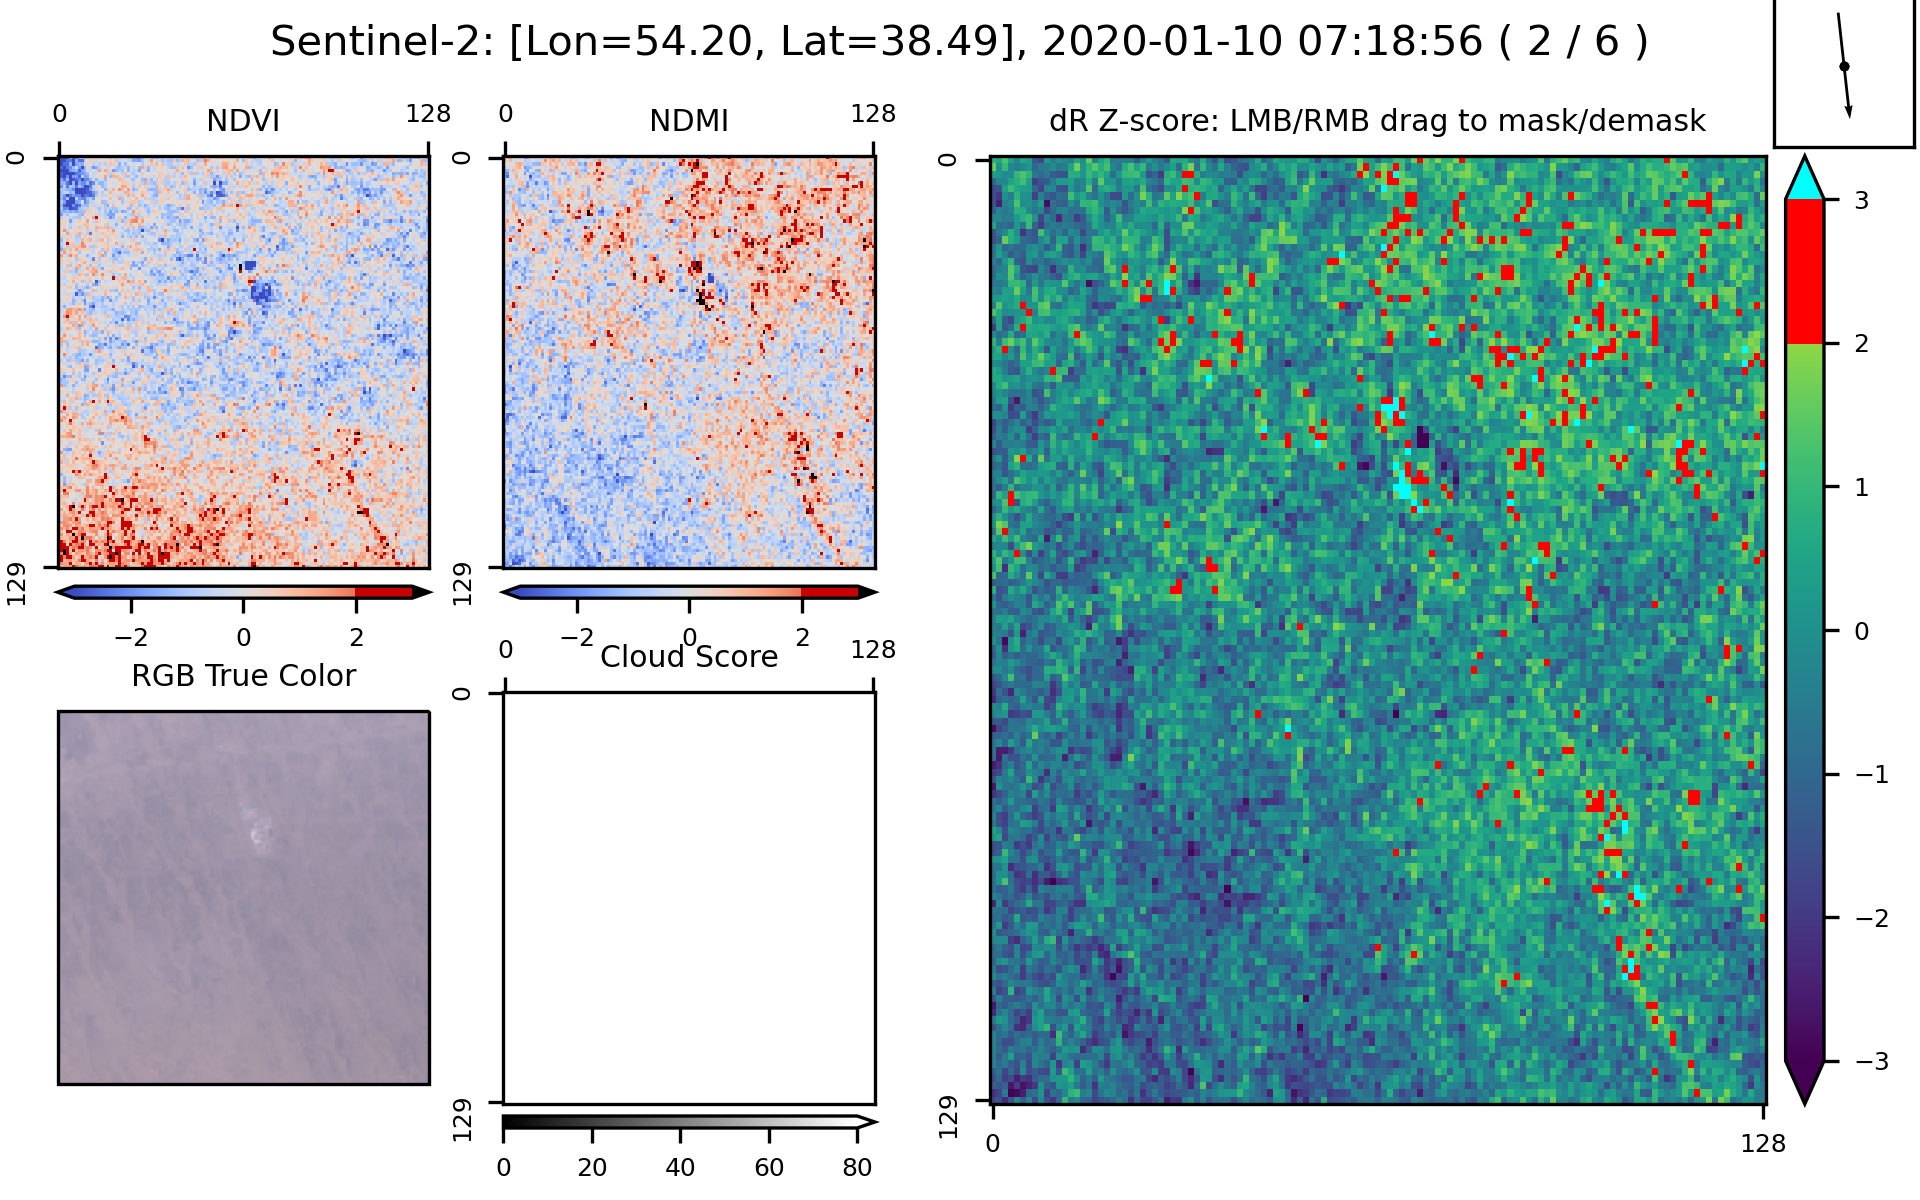 Sentinel-2: [Lon=54.20, Lat=38.49], 2020-01-10 07:18:56 ( 2 / 6 )
NDVI
0 128
0
129
−2 0 2
NDMI
0 128
0
129
−2 0 2
RGB True Color
Cloud Score
0 128
0
129
0 20 40 60 80
dR Z-score: LMB/RMB drag to mask/demask
0
129
0 128
3
2
1
0
−1
−2
−3